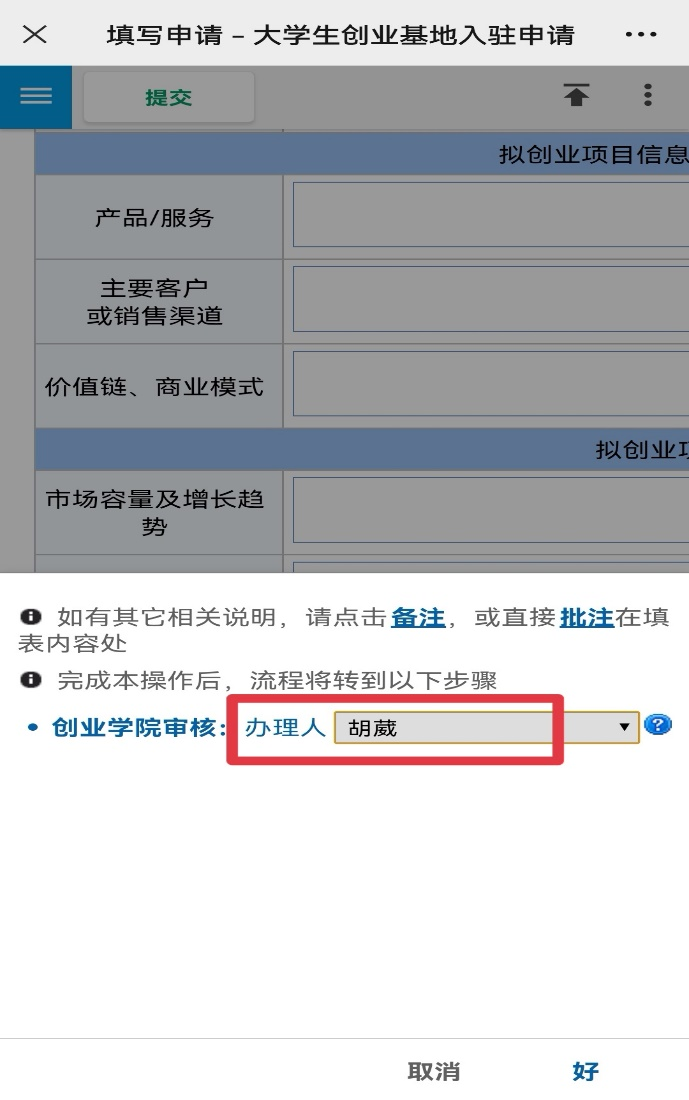 填写申请 – 大学生创业基地入驻申请
提交
拟创业项目信息
产品/服务
主要客户
或销售渠道
价值链、商业模式
拟创业项
市场容量及增长趋
势
如有其它相关说明，请点击备注，或直接批注在填
表内容处
完成本操作后，流程将转到以下步骤
• 创业学院审核: 办理人 胡葳
取消 好